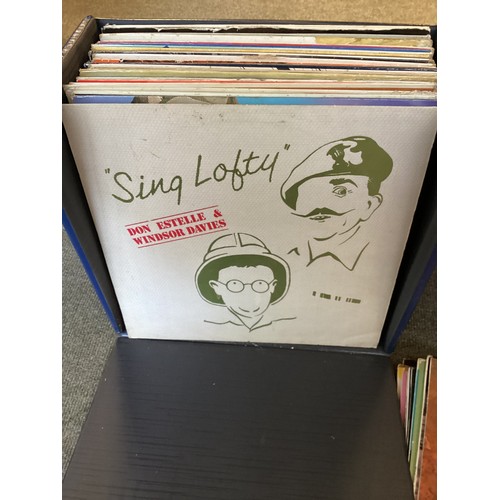 "Sing Lofty"
DON ESTELLE &
WINDSOR DAVIES